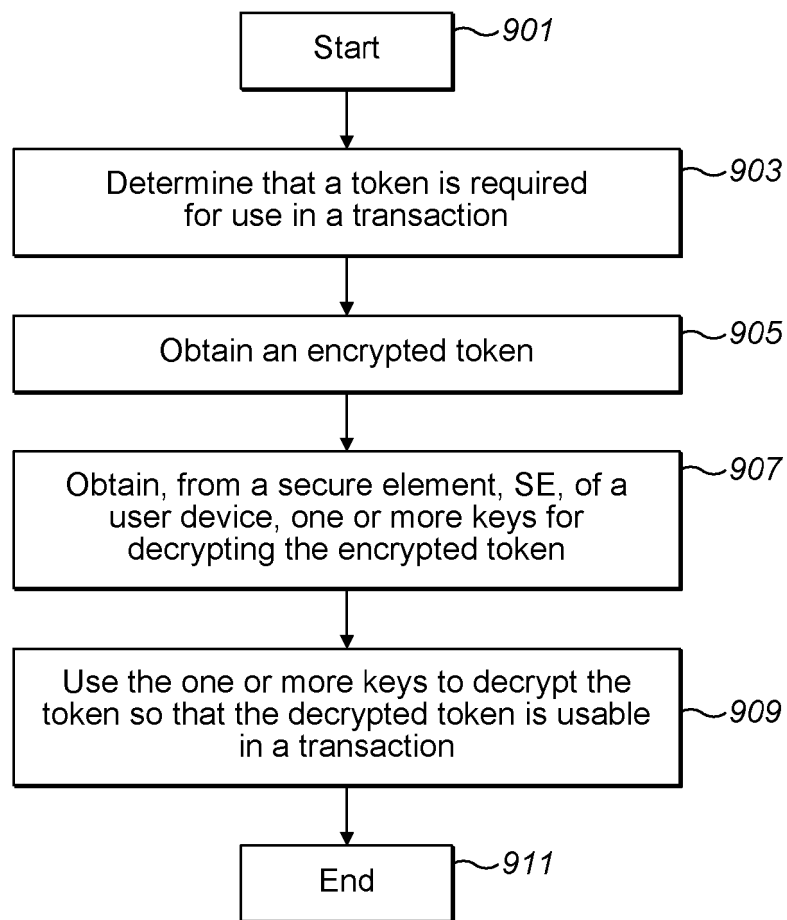 Start
901
Determine that a token is required
for use in a transaction
903
Obtain an encrypted token
905
Obtain, from a secure element, SE, of a
user device, one or more keys for
decrypting the encrypted token
907
Use the one or more keys to decrypt the
token so that the decrypted token is usable
in a transaction
909
End
911